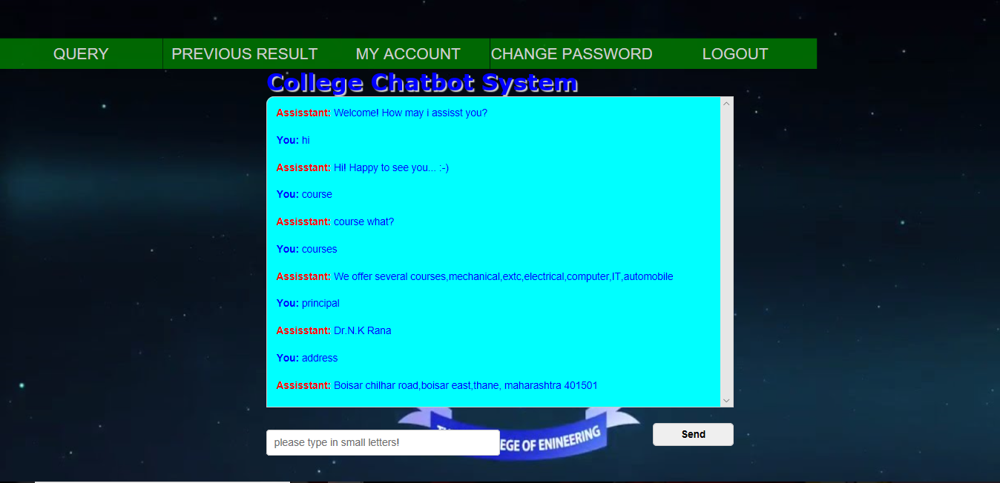 QUERY PREVIOUS RESULT MY ACCOUNT CHANGE PASSWORD LOGOUT
College Chatbot System
Assisstant: Welcome! How may i assisst you?
You: hi
Assisstant: Hi! Happy to see you... :-)
You: course
Assisstant: course what?
You: courses
Assisstant: We offer several courses,mechanical,extc,electrical,computer,IT,automobile
You: principal
Assisstant: Dr.N.K Rana
You: address
Assisstant: Boisar chilhar road,boisar east,thane, maharashtra 401501
please type in small letters!
OF ENINEERING
Send